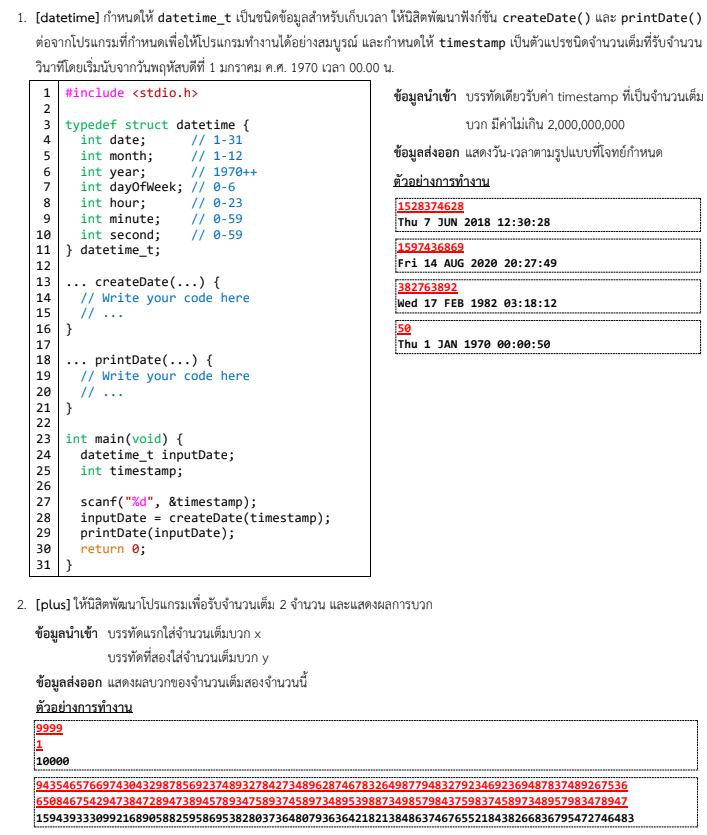 1. [datetime] กำหนดให้ datetime_t เป็นชนิดข้อมูลสำหรับเก็บเวลา ให้นิสิตพัฒนาฟังก์ชัน createDate() และ printDate()
ต่อจากโปรแกรมที่กำหนดเพื่อให้โปรแกรมทำงานได้อย่างสมบูรณ์ และกำหนดให้ timestamp เป็นตัวแปรชนิดจำนวนเต็มที่รับจำนวน
วินาทีโดยเริ่มนับจากวันพฤหัสบดีที่ 1 มกราคม ค.ศ. 1970 เวลา 00.00 น.
1 #include <stdio.h>
2
3 typedef struct datetime {
4 int date; // 1-31
5 int month; // 1-12
6 int year; // 1970++
7 int dayOfWeek; // 0-6
8 int hour; // 0-23
9 int minute; // 0-59
10 int second; // 0-59
11 } datetime_t;
12
13 ... createDate(...) {
14 // Write your code here
15 // ...
16 }
17
18 ... printDate(...) {
19 // Write your code here
20 // ...
21 }
22
23 int main(void) {
24 datetime_t inputDate;
25 int timestamp;
26
27 scanf("%d", &timestamp);
28 inputDate = createDate(timestamp);
29 printDate(inputDate);
30 return 0;
31 }
ข้อมูลนำเข้า บรรทัดเดียวรับค่า timestamp ที่เป็นจำนวนเต็ม
บวก มีค่าไม่เกิน 2,000,000,000
ข้อมูลส่งออก แสดงวัน-เวลาตามรูปแบบที่โจทย์กำหนด
ตัวอย่างการทำงาน
1528374628
Thu 7 JUN 2018 12:30:28
1597436869
Fri 14 AUG 2020 20:27:49
382763892
Wed 17 FEB 1982 03:18:12
50
Thu 1 JAN 1970 00:00:50
2. [plus] ให้นิสิตพัฒนาโปรแกรมเพื่อรับจำนวนเต็ม 2 จำนวน และแสดงผลการบวก
ข้อมูลนำเข้า บรรทัดแรกใส่จำนวนเต็มบวก x
บรรทัดที่สองใส่จำนวนเต็มบวก y
ข้อมูลส่งออก แสดงผลบวกของจำนวนเต็มสองจำนวนนี้
ตัวอย่างการทำงาน
9999
1
10000